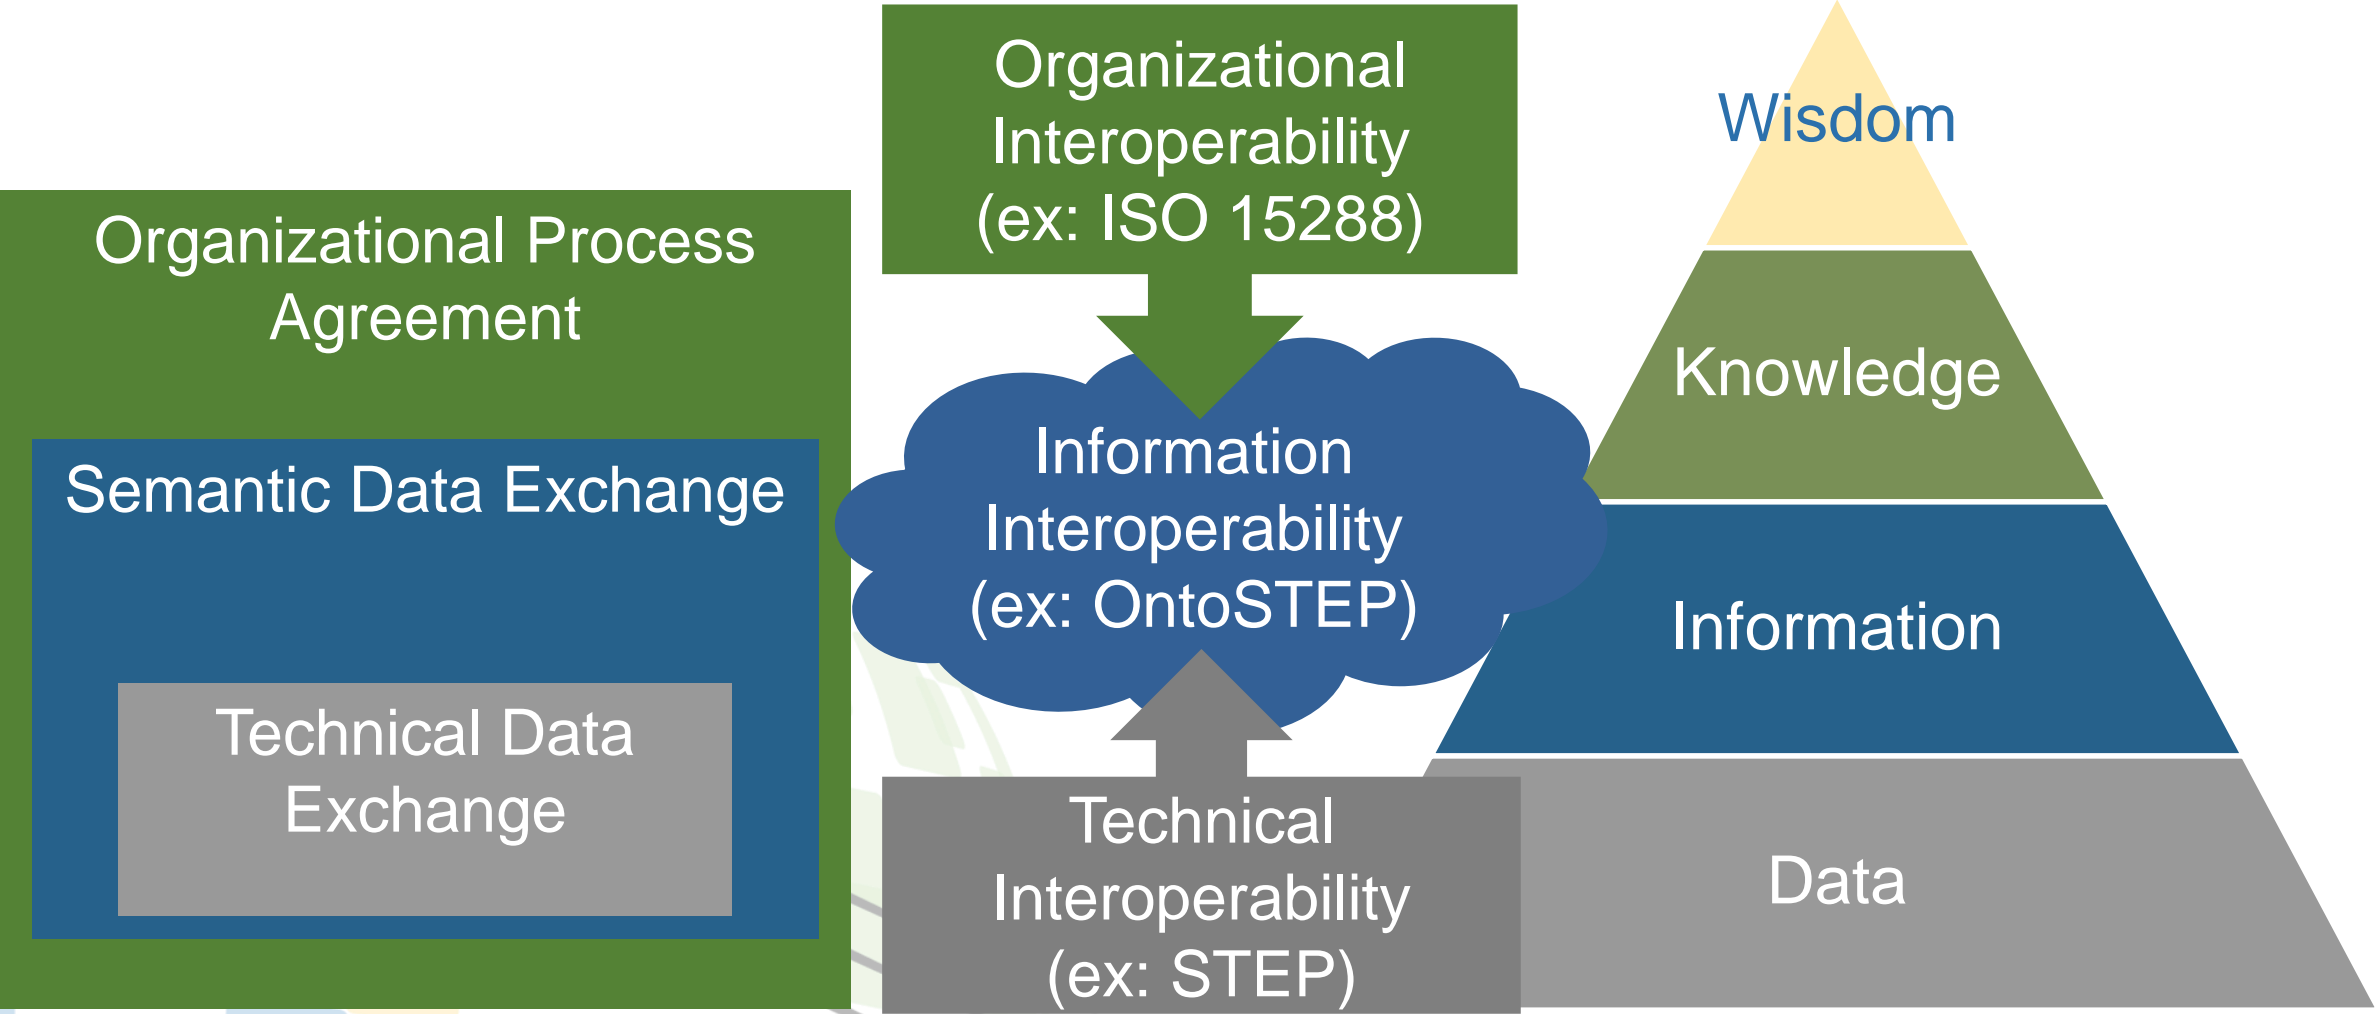 Organizational Process
Agreement
Semantic Data Exchange
Technical Data
Exchange
Organizational
Interoperability
(ex: ISO 15288)
Information
Interoperability
(ex: OntoSTEP)
Technical
Interoperability
(ex: STEP)
Wisdom
Knowledge
Information
Data